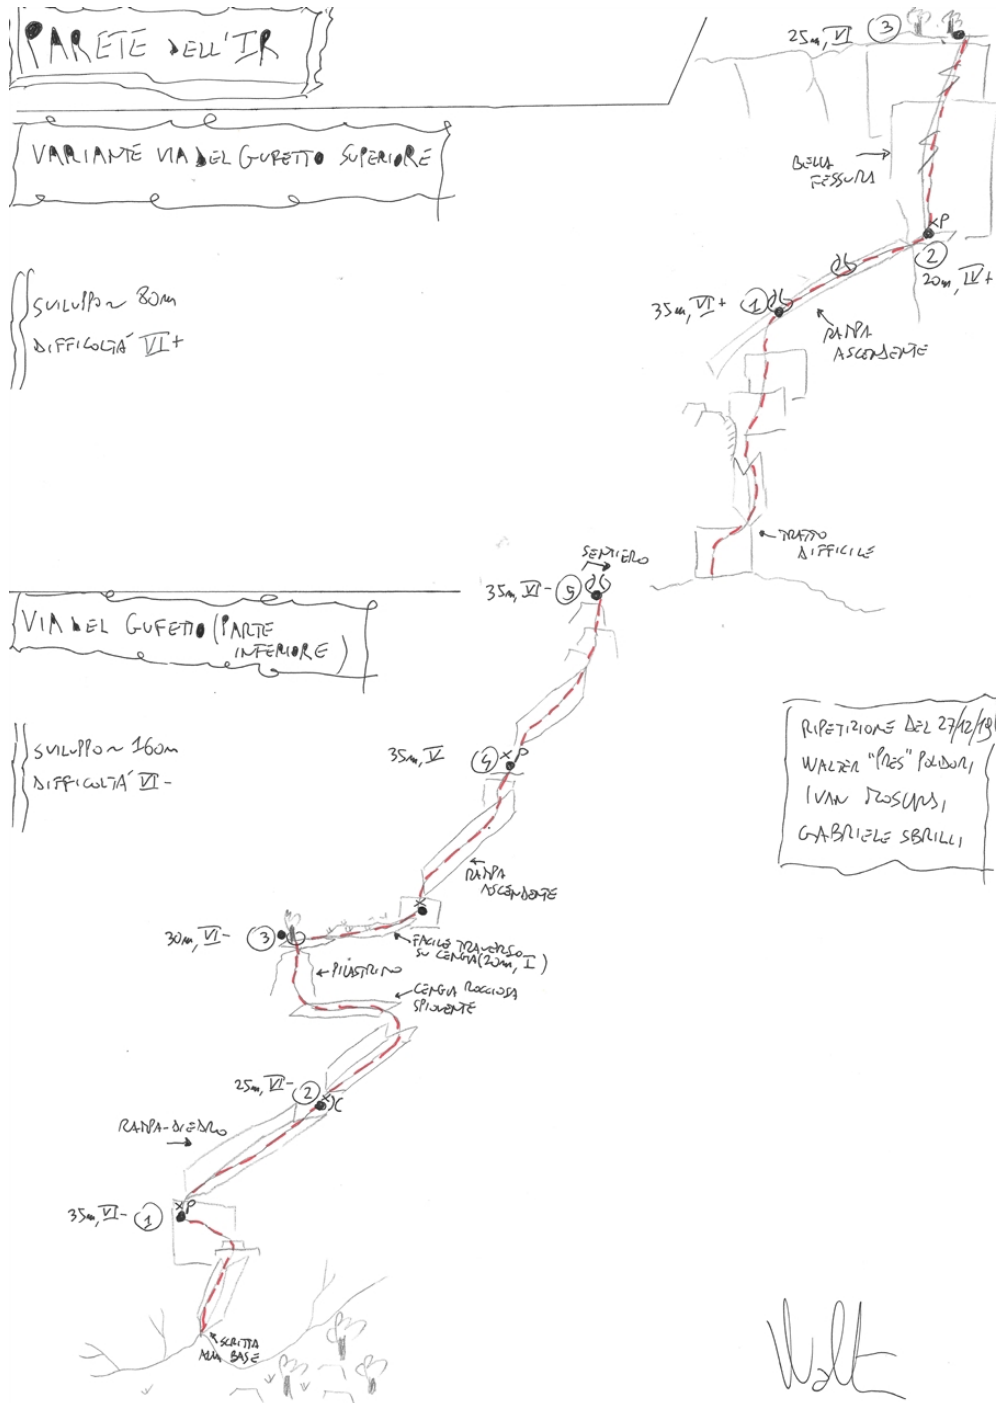 PARETE DELL'IR
VARIANTE VIA DEL GUFETTO SUPERIORE
SVILUPPO ~ 80m
DIFFICOLTÀ VI+
25m, VI 3
BELLA
FESSURA
P
2
20m, IV+
35m, VI+ 1
RAMPA
ASCENDENTE
TRATTO
DIFFICILE
SENTIERO
35m, VI- 5
VIA DEL GUFETTO (PARTE
INFERIORE)
SVILUPPO ~ 160m
DIFFICOLTÀ VI-
RIPETIZIONE DEL 27/12/19
WALTER "PRES" POLIDORI
IVAN
GABRIELE SBRILLI
35m, V 4 P
RAMPA
ASCENDENTE
30m, VI- 3
FACILE TRAVERSO
SU CENGIA (20m, I)
PILASTRINO
CENGIA ROCCIOSA
SPIOVENTE
25m, VI- 2
RAMPA-DIEDRO
35m, VI- 1 P
SCRITTA
ALLA BASE
Walt